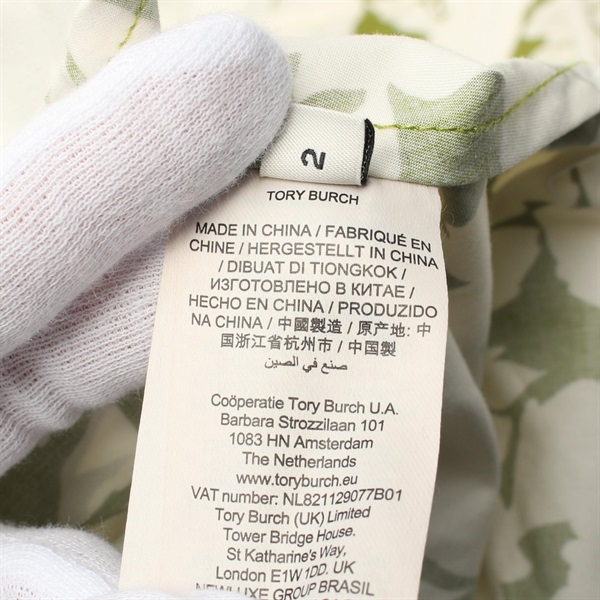 2
TORY BURCH
MADE IN CHINA / FABRIQUÉ EN
CHINE / HERGESTELLT IN CHINA
/ DIBUAT DI TIONGKOK /
ИЗГОТОВЛЕНО В КИТАЕ /
HECHO EN CHINA / PRODUZIDO
NA CHINA / 中國製造 / 原产地: 中
国浙江省杭州市 / 中国製
صنع في الصين
Coöperatie Tory Burch U.A.
Barbara Strozzilaan 101
1083 HN Amsterdam
The Netherlands
www.toryburch.eu
VAT number: NL821129077B01
Tory Burch (UK) Limited
Tower Bridge House.
St Katharine's Way,
London E1W 1DD. UK
NEWLUXE GROUP BRASIL